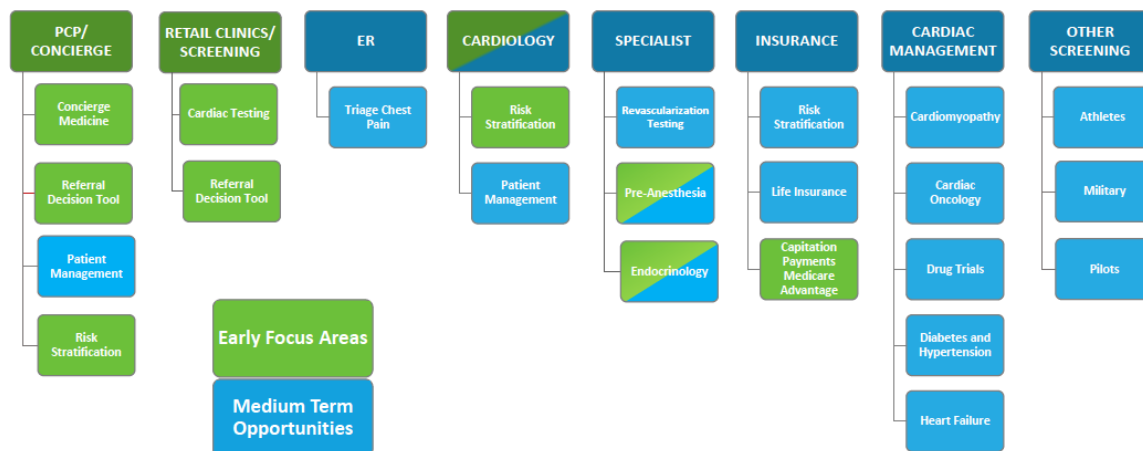 PCP/
CONCIERGE
Concierge
Medicine
Referral
Decision Tool
Patient
Management
Risk
Stratification
RETAIL CLINICS/
SCREENING
Cardiac Testing
Referral
Decision Tool
ER
Triage Chest
Pain
CARDIOLOGY
Risk
Stratification
Patient
Management
SPECIALIST
Revascularization
Testing
Pre-Anesthesia
Endocrinology
INSURANCE
Risk
Stratification
Life Insurance
Capitation
Payments
Medicare
Advantage
CARDIAC
MANAGEMENT
Cardiomyopathy
Cardiac
Oncology
Drug Trials
Diabetes and
Hypertension
Heart Failure
OTHER
SCREENING
Athletes
Military
Pilots
Early Focus Areas
Medium Term
Opportunities